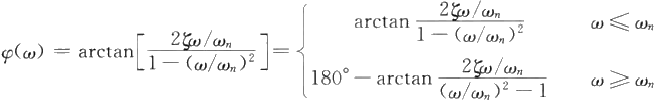 φ(ω) = arctan[2ζω/ωₙ / 1−(ω/ωₙ)²] = { arctan 2ζω/ωₙ / 1−(ω/ωₙ)² ω ⩽ ωₙ
180°−arctan 2ζω/ωₙ / (ω/ωₙ)²−1 ω ⩾ ωₙ